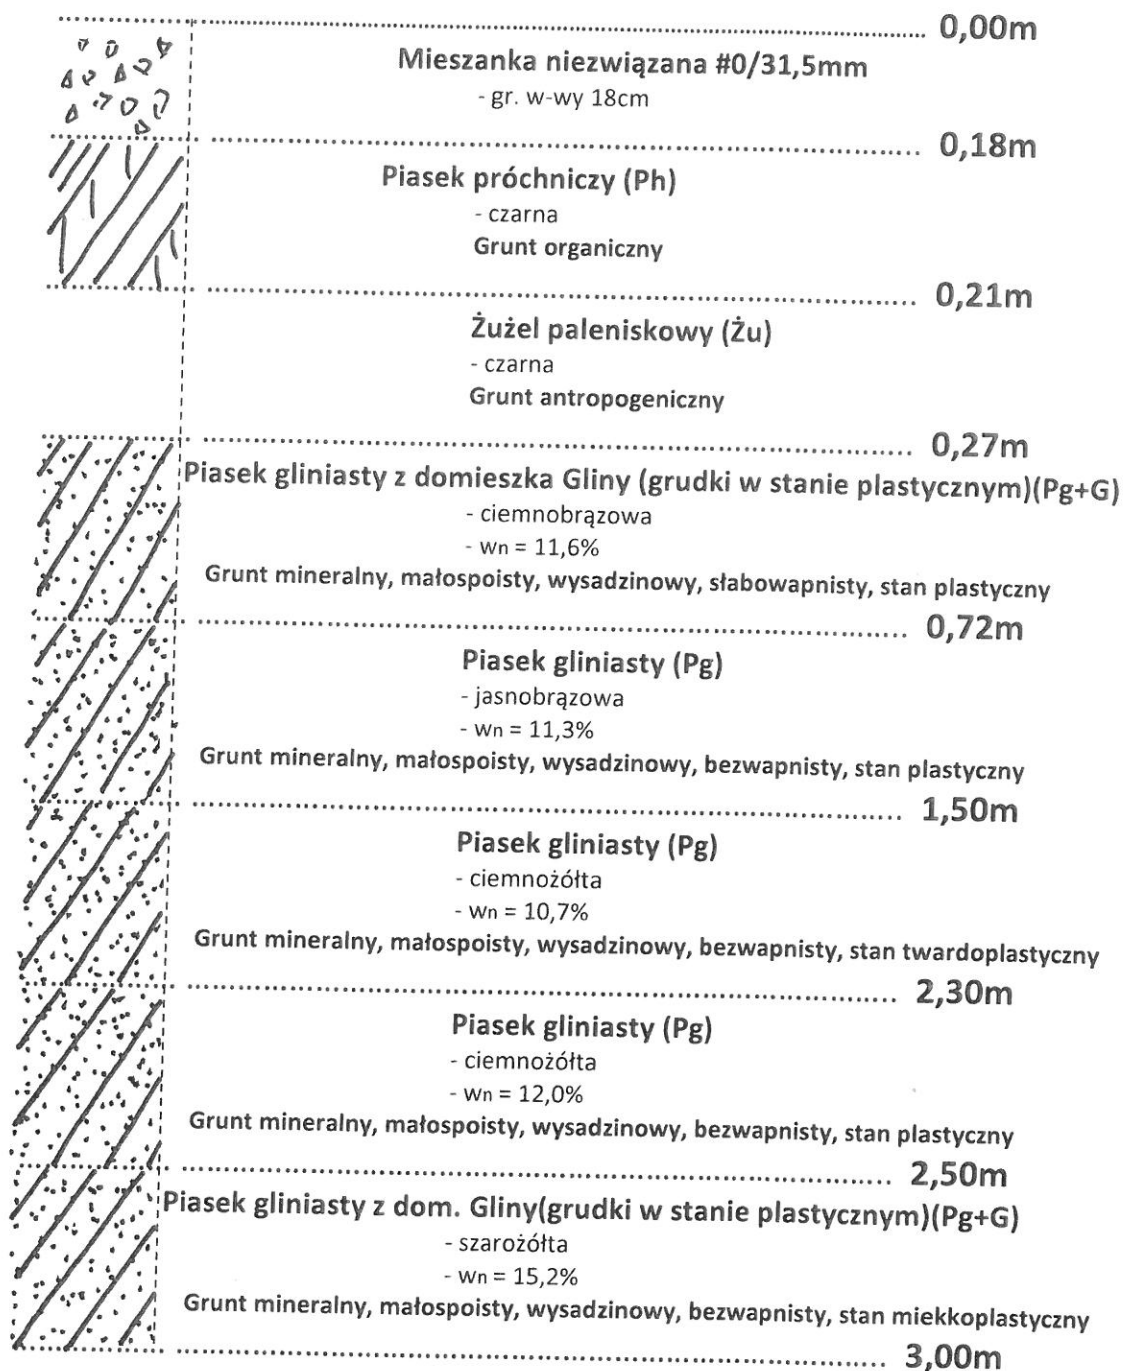 0,00m
Mieszanka niezwiązana #0/31,5mm
- gr. w-wy 18cm
0,18m
Piasek próchniczy (Ph)
- czarna
Grunt organiczny
0,21m
Żużel paleniskowy (Żu)
- czarna
Grunt antropogeniczny
0,27m
Piasek gliniasty z domieszka Gliny (grudki w stanie plastycznym)(Pg+G)
- ciemnobrązowa
- wn = 11,6%
Grunt mineralny, małospoisty, wysadzinowy, słabowapnisty, stan plastyczny
0,72m
Piasek gliniasty (Pg)
- jasnobrązowa
- wn = 11,3%
Grunt mineralny, małospoisty, wysadzinowy, bezwapnisty, stan plastyczny
1,50m
Piasek gliniasty (Pg)
- ciemnożółta
- wn = 10,7%
Grunt mineralny, małospoisty, wysadzinowy, bezwapnisty, stan twardoplastyczny
2,30m
Piasek gliniasty (Pg)
- ciemnożółta
- wn = 12,0%
Grunt mineralny, małospoisty, wysadzinowy, bezwapnisty, stan plastyczny
2,50m
Piasek gliniasty z dom. Gliny(grudki w stanie plastycznym)(Pg+G)
- szarożółta
- wn = 15,2%
Grunt mineralny, małospoisty, wysadzinowy, bezwapnisty, stan miekkoplastyczny
3,00m